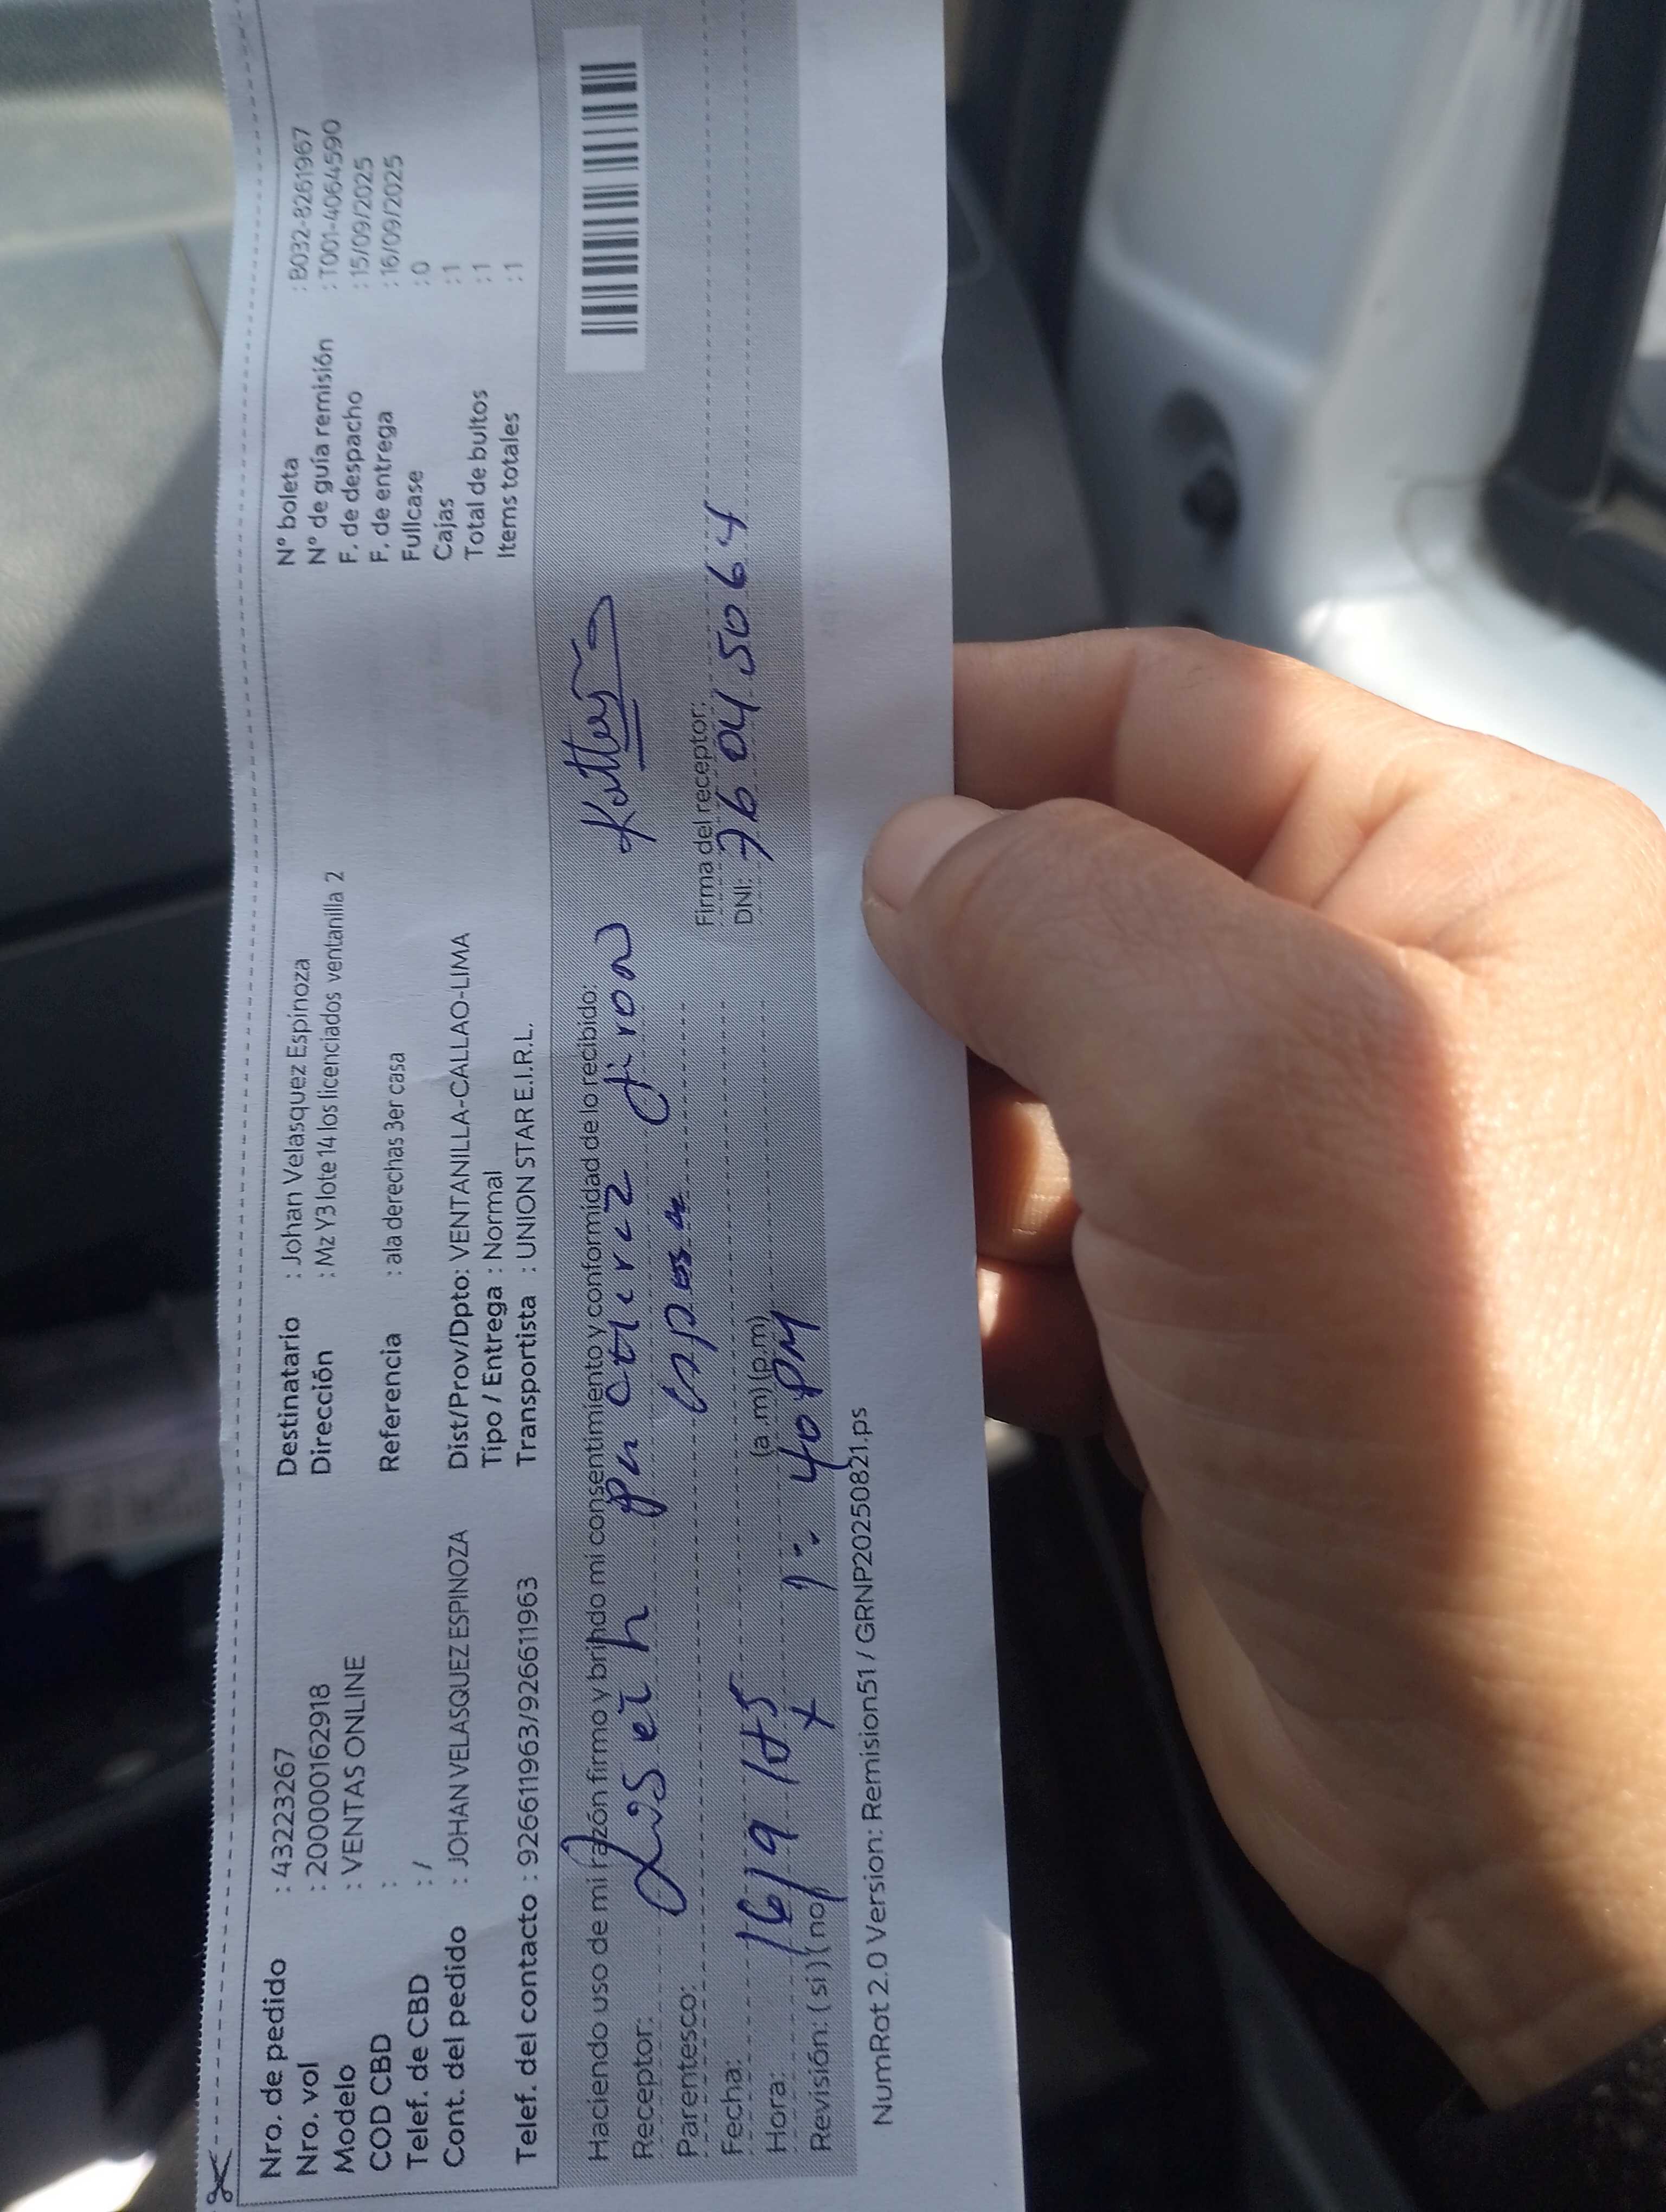 Nro. de pedido : 43223267
Nro. vol : 200000162918
Modelo : VENTAS ONLINE
COD CBD :
Telef. de CBD : /
Cont. del pedido : JOHAN VELASQUEZ ESPINOZA
Telef. del contacto : 926611963/926611963
Destinatario : Johan Velasquez Espinoza
Dirección : Mz Y3 lote 14 los licenciados ventanilla 2
Referencia : ala derechas 3er casa
Dist/Prov/Dpto: VENTANILLA-CALLAO-LIMA
Tipo / Entrega : Normal
Transportista : UNION STAR E.I.R.L.
N° boleta : B032-8261967
N° de guía remisión : T001-4064590
F. de despacho : 15/09/2025
F. de entrega : 16/09/2025
Fullcase : 0
Cajas : 1
Total de bultos : 1
Items totales : 1
Haciendo uso de mi razón firmo y brindo mi consentimiento y conformidad de lo recibido:
Receptor:
Parentesco: esposa
Firma del receptor:
Fecha: 16/9
DNI: 76045064
Hora: 1:40 PM (a.m) (p.m)
Revisión: (si) (no)
NumRot 2.0 Version: Remision51 / GRNP20250821.ps